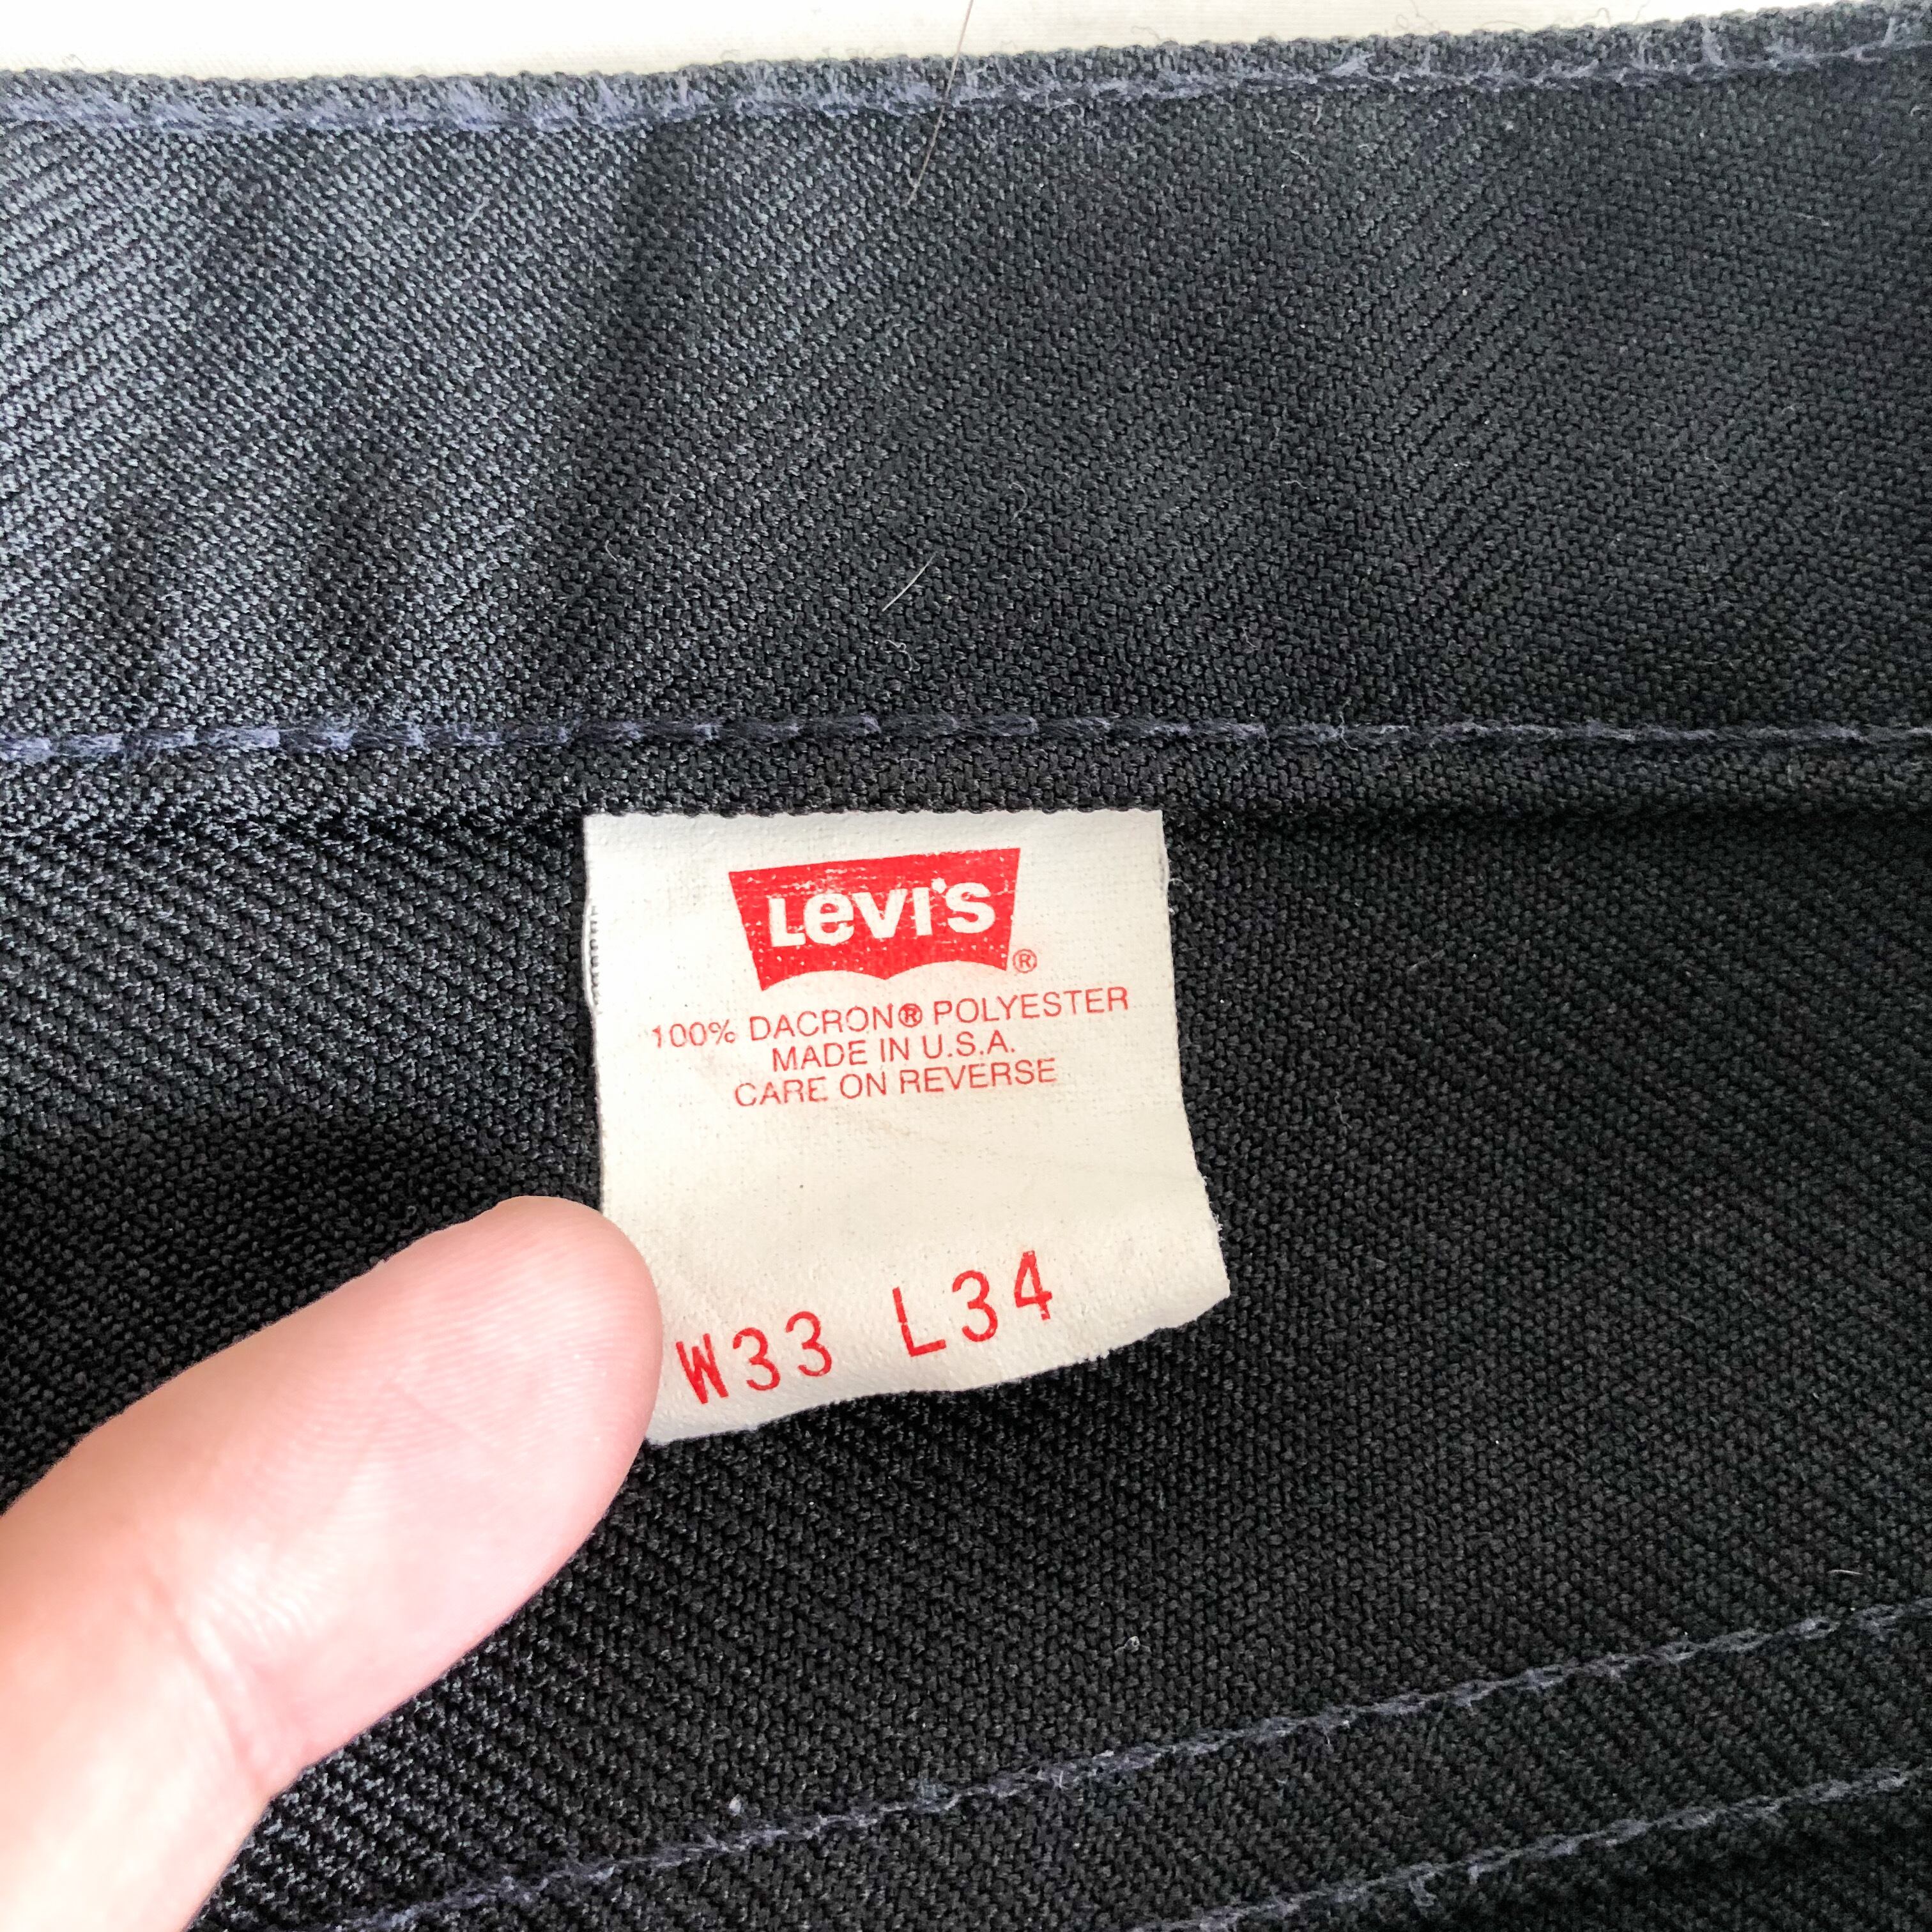 Levi's®
100% DACRON® POLYESTER
MADE IN U.S.A.
CARE ON REVERSE
W33 L34